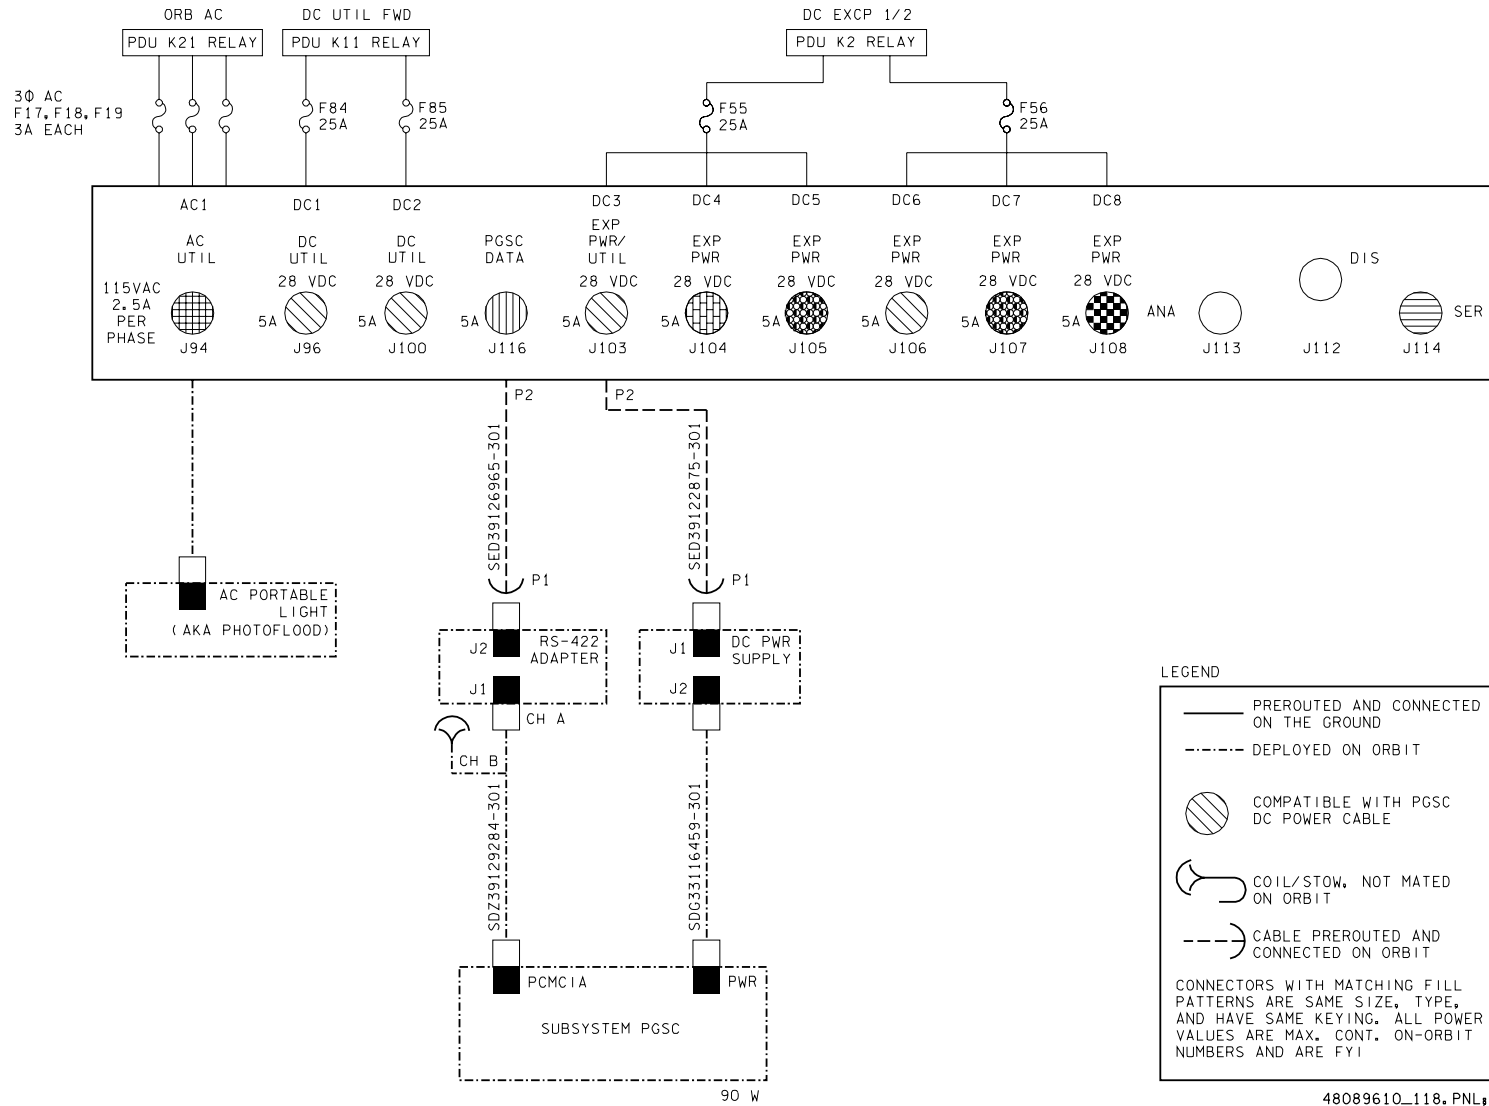 ORB AC
DC UTIL FWD
DC EXCP 1/2
PDU K21 RELAY
PDU K11 RELAY
PDU K2 RELAY
3Φ AC
F17, F18, F19
3A EACH
F84
25A
F85
25A
F55
25A
F56
25A
AC1
DC1
DC2
DC3
DC4
DC5
DC6
DC7
DC8
AC
UTIL
DC
UTIL
DC
UTIL
PGSC
DATA
EXP
PWR/
UTIL
EXP
PWR
EXP
PWR
EXP
PWR
EXP
PWR
EXP
PWR
DIS
28 VDC
28 VDC
28 VDC
28 VDC
28 VDC
28 VDC
28 VDC
28 VDC
115VAC
2.5A
PER
PHASE
5A
5A
5A
5A
5A
5A
5A
5A
5A
ANA
SER
J94
J96
J100
J116
J103
J104
J105
J106
J107
J108
J113
J112
J114
P2
P2
SED39126965-301
SED39122875-301
P1
P1
AC PORTABLE
LIGHT
(AKA PHOTOFLOOD)
J2
RS-422
ADAPTER
J1
CH A
J1
DC PWR
SUPPLY
J2
CH B
SDZ39129284-301
SDG33116459-301
PCMCIA
PWR
SUBSYSTEM PGSC
90 W
LEGEND
PREROUTED AND CONNECTED
ON THE GROUND
DEPLOYED ON ORBIT
COMPATIBLE WITH PGSC
DC POWER CABLE
COIL/STOW, NOT MATED
ON ORBIT
CABLE PREROUTED AND
CONNECTED ON ORBIT
CONNECTORS WITH MATCHING FILL
PATTERNS ARE SAME SIZE, TYPE,
AND HAVE SAME KEYING. ALL POWER
VALUES ARE MAX. CONT. ON-ORBIT
NUMBERS AND ARE FYI
48089610_118.PNL;